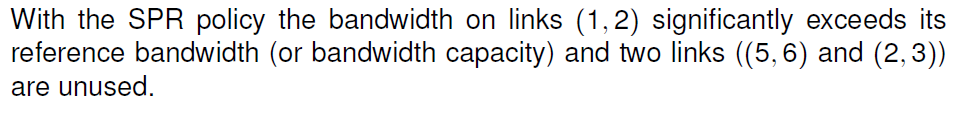 With the SPR policy the bandwidth on links (1, 2) significantly exceeds its
reference bandwidth (or bandwidth capacity) and two links ((5, 6) and (2, 3))
are unused.